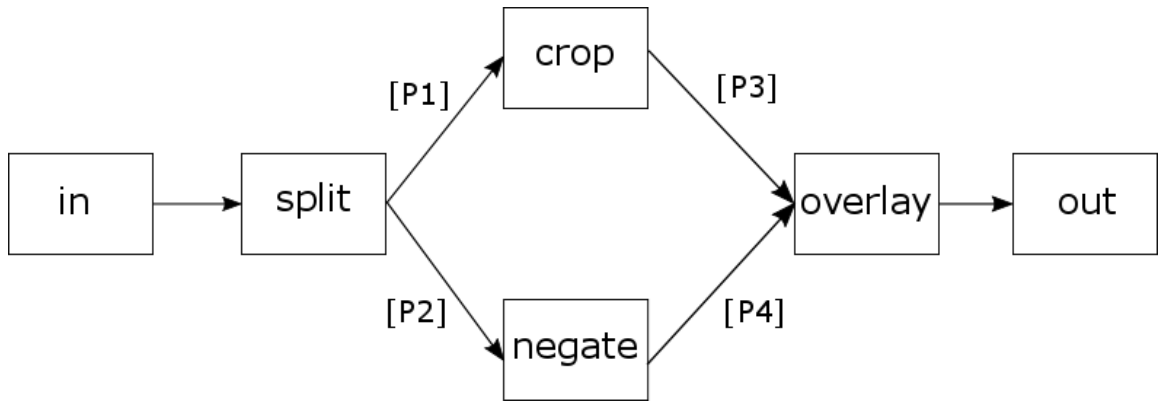 crop
[P1]
[P3]
in
split
overlay
out
[P2]
[P4]
negate